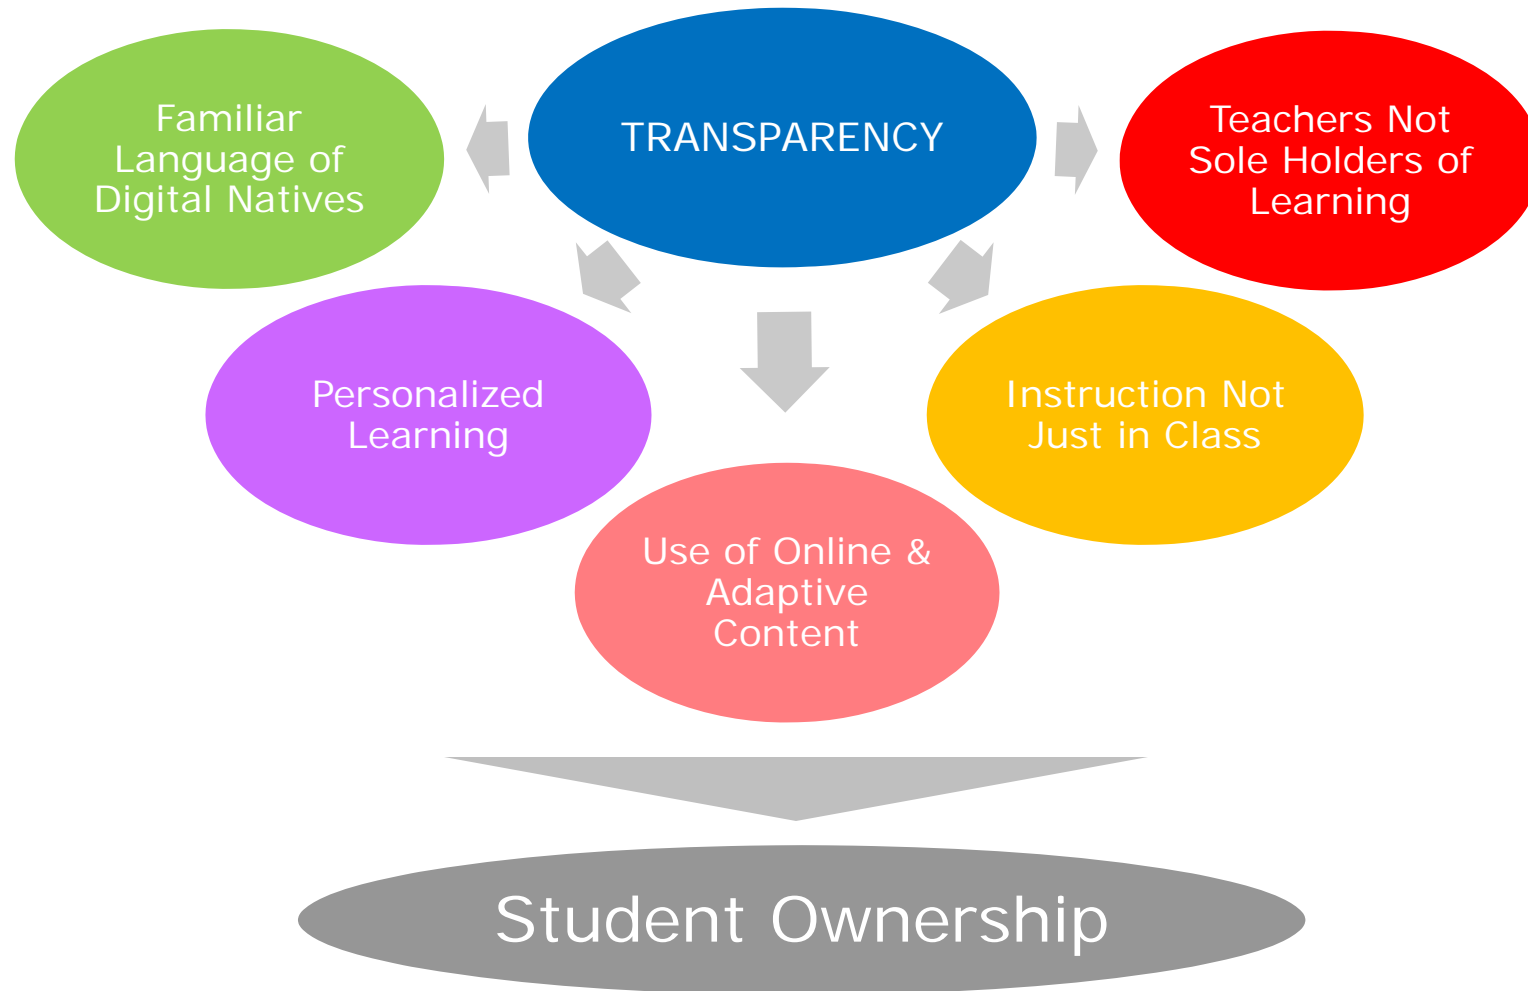 Familiar
Language of
Digital Natives
TRANSPARENCY
Teachers Not
Sole Holders of
Learning
Personalized
Learning
Instruction Not
Just in Class
Use of Online &
Adaptive
Content
Student Ownership